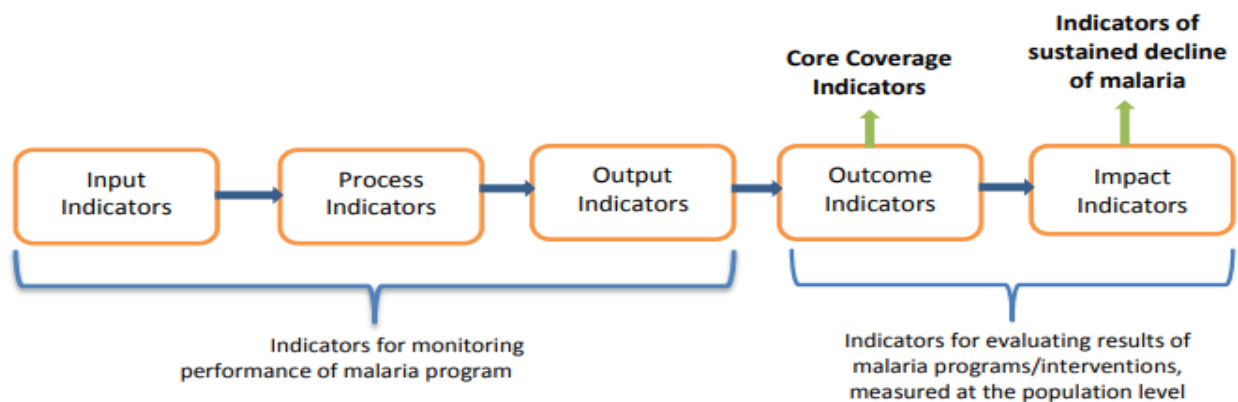 Core Coverage
Indicators
Indicators of
sustained decline
of malaria
Input
Indicators
Process
Indicators
Output
Indicators
Outcome
Indicators
Impact
Indicators
Indicators for monitoring
performance of malaria program
Indicators for evaluating results of
malaria programs/interventions,
measured at the population level